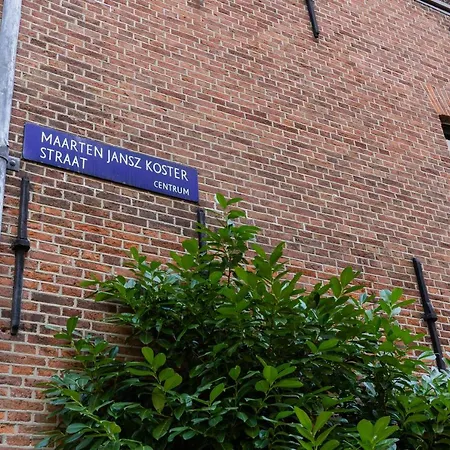 MAARTEN JANSZ KOSTER
STRAAT
CENTRUM